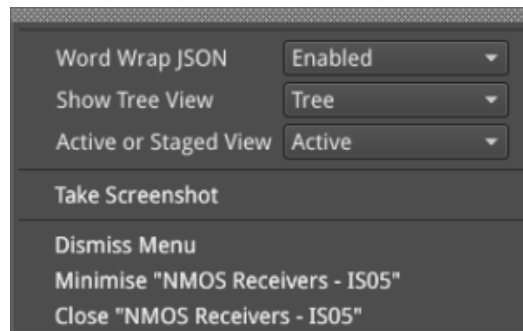 Word Wrap JSON Enabled
Show Tree View Tree
Active or Staged View Active
Take Screenshot
Dismiss Menu
Minimise "NMOS Receivers - IS05"
Close "NMOS Receivers - IS05"